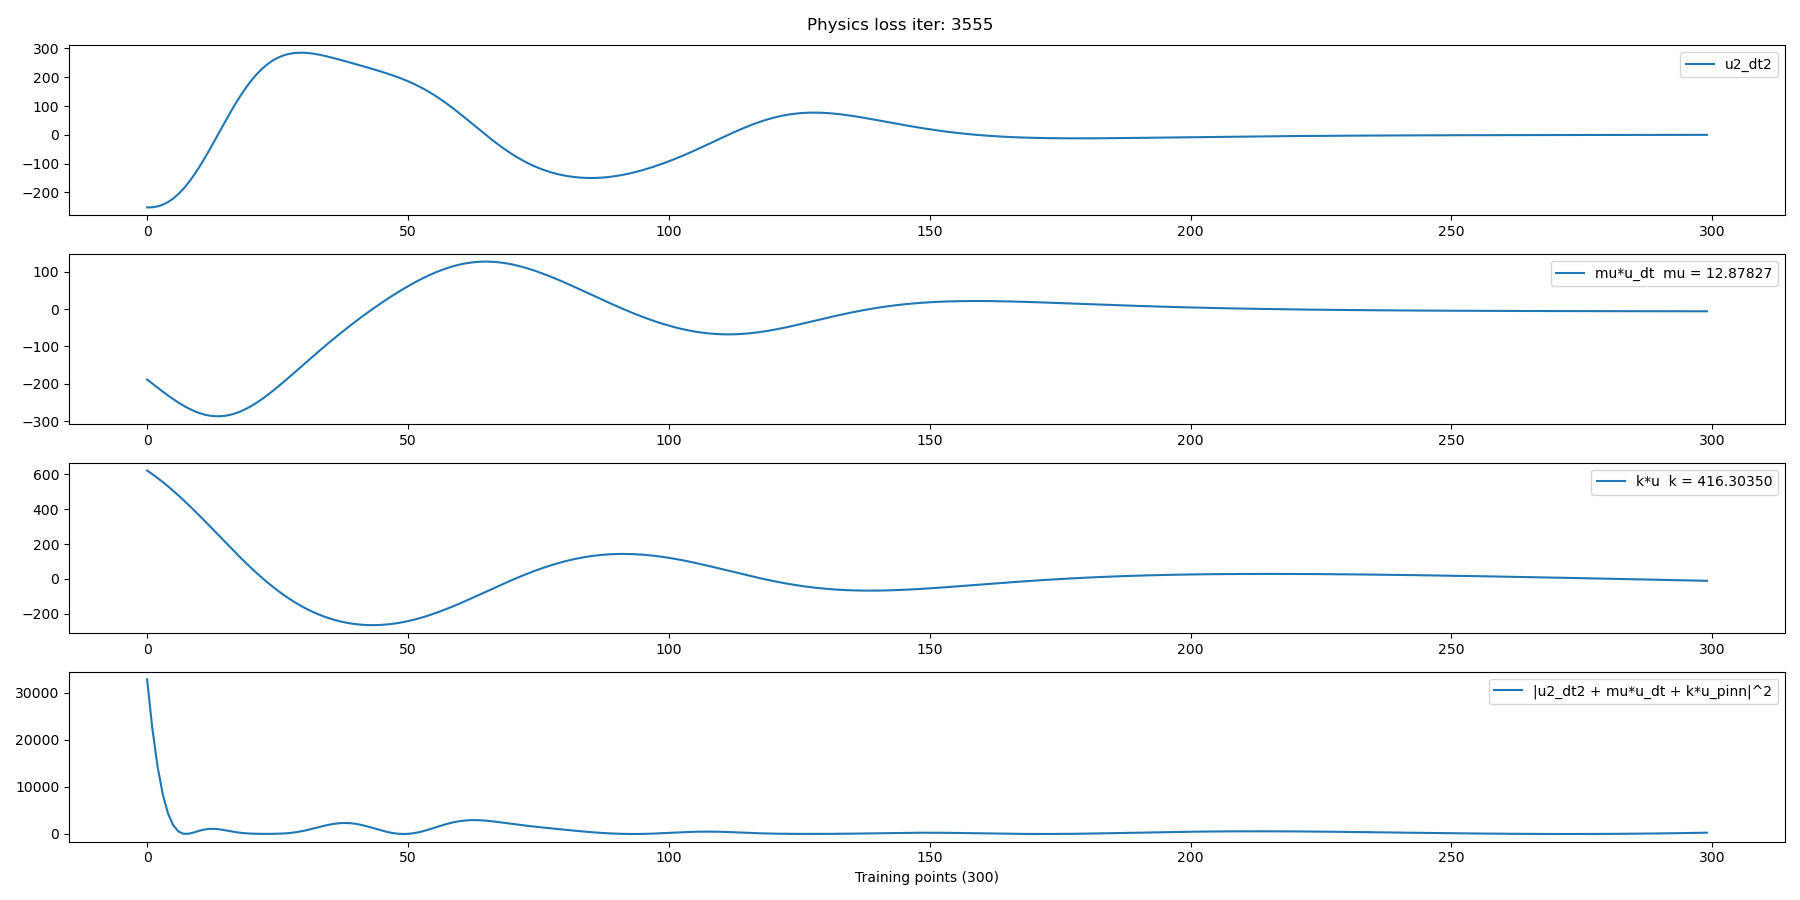 Physics loss iter: 3555
300
200
100
0
−100
−200
u2_dt2
0 50 100 150 200 250 300
100
0
−100
−200
−300
mu*u_dt  mu = 12.87827
0 50 100 150 200 250 300
600
400
200
0
−200
k*u  k = 416.30350
0 50 100 150 200 250 300
30000
20000
10000
0
|u2_dt2 + mu*u_dt + k*u_pinn|^2
0 50 100 150 200 250 300
Training points (300)